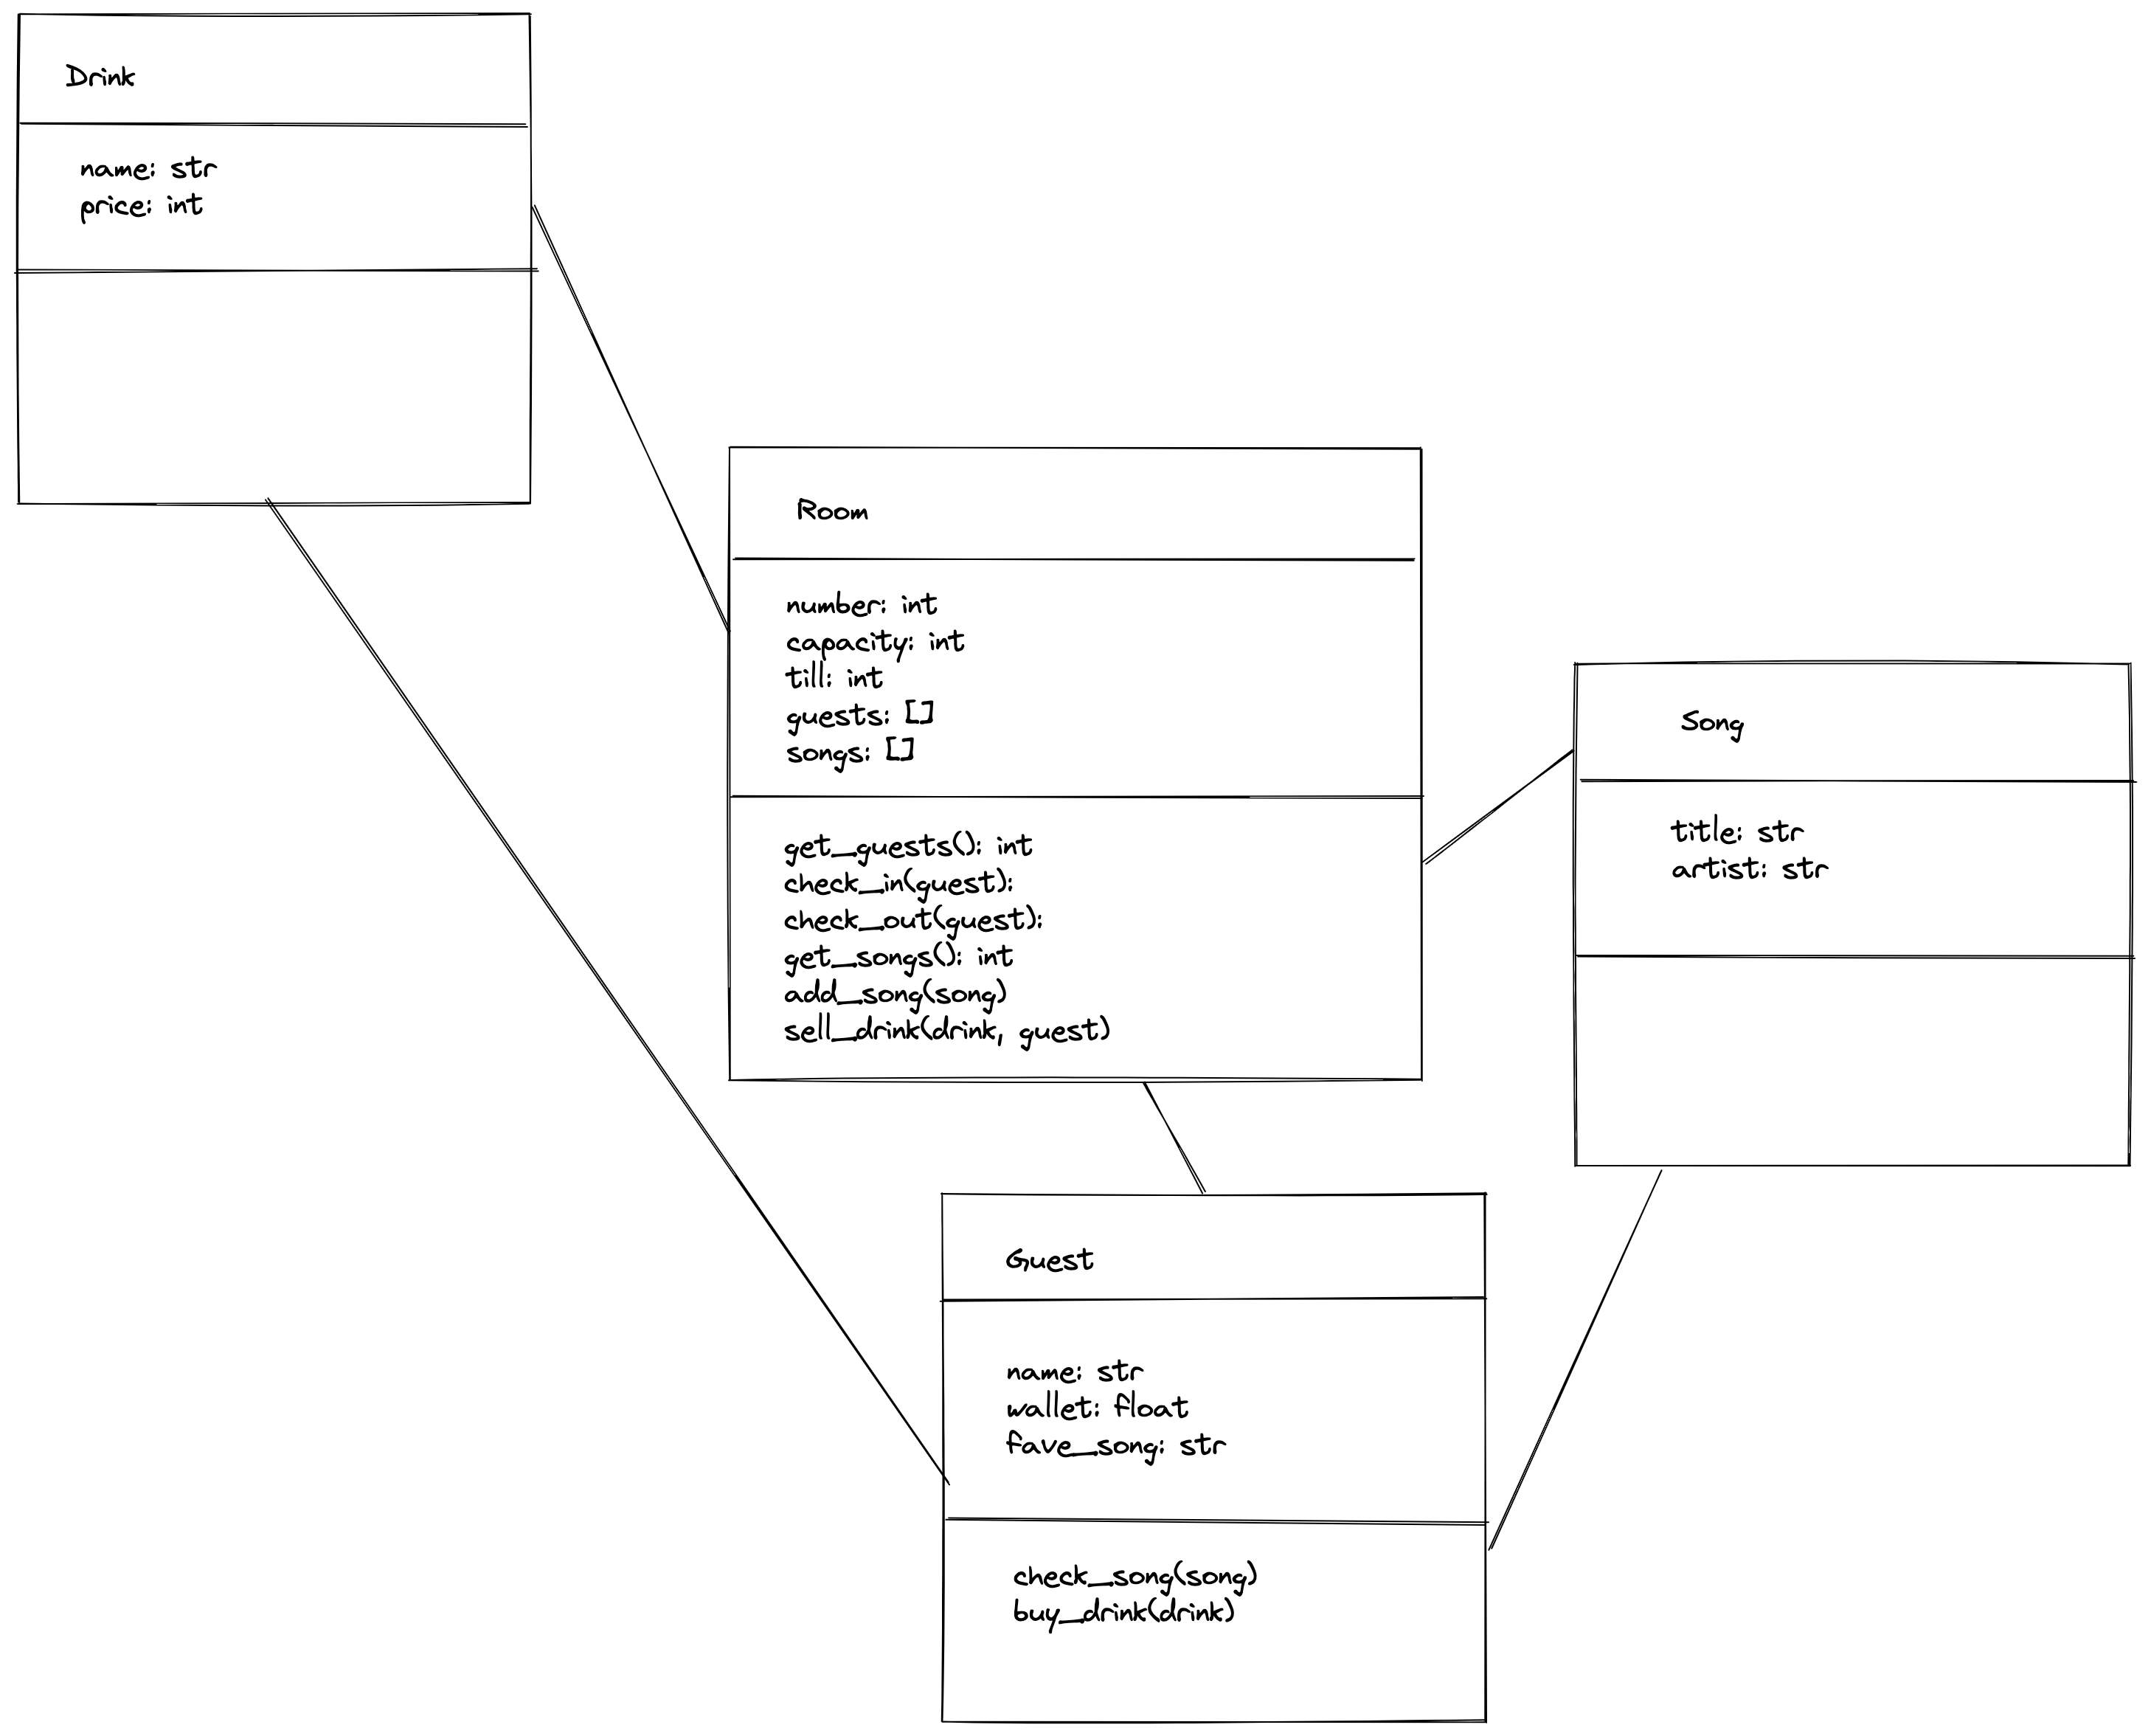 Drink
name: str
price: int
Room
number: int
capacity: int
till: int
guests: []
songs: []
get_guests(): int
check_in(guest):
check_out(guest):
get_songs(): int
add_song(song)
sell_drink(drink, guest)
Song
title: str
artist: str
Guest
name: str
wallet: float
fave_song: str
check_song(song)
buy_drink(drink)